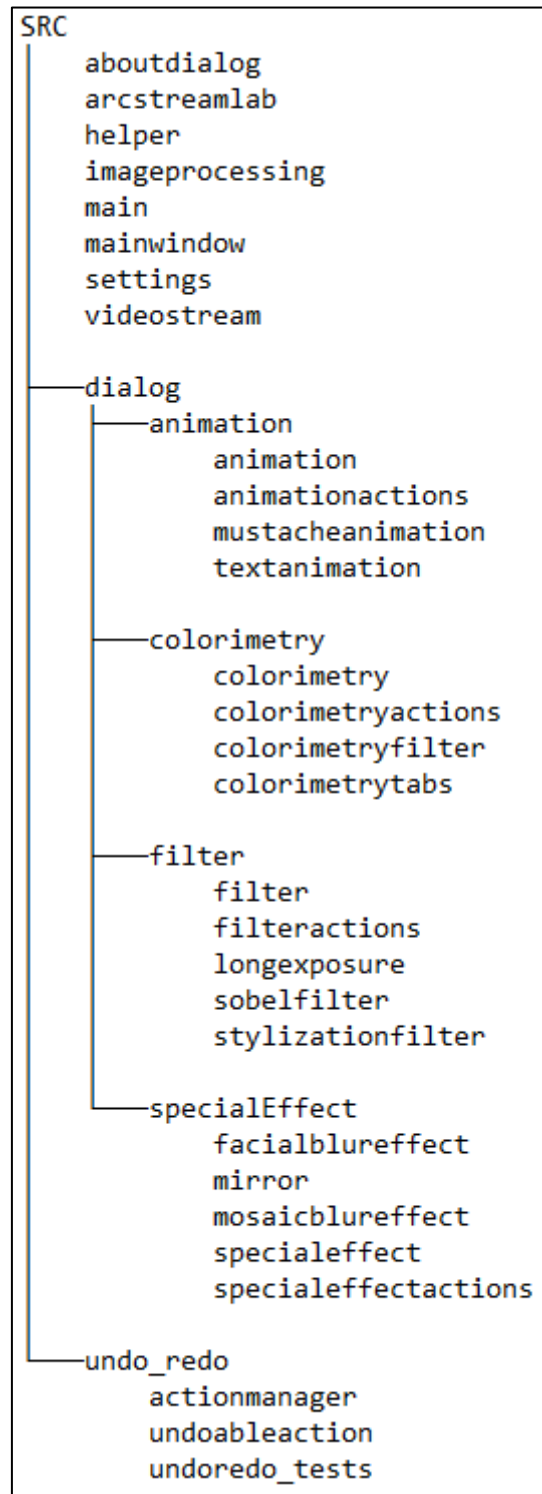 SRC
aboutdialog
arcstreamlab
helper
imageprocessing
main
mainwindow
settings
videostream
dialog
animation
animation
animationactions
mustacheanimation
textanimation
colorimetry
colorimetry
colorimetryactions
colorimetryfilter
colorimetrytabs
filter
filter
filteractions
longexposure
sobelfilter
stylizationfilter
specialEffect
facialblureffect
mirror
mosaicblureffect
specialeffect
specialeffectactions
undo_redo
actionmanager
undoableaction
undoredo_tests